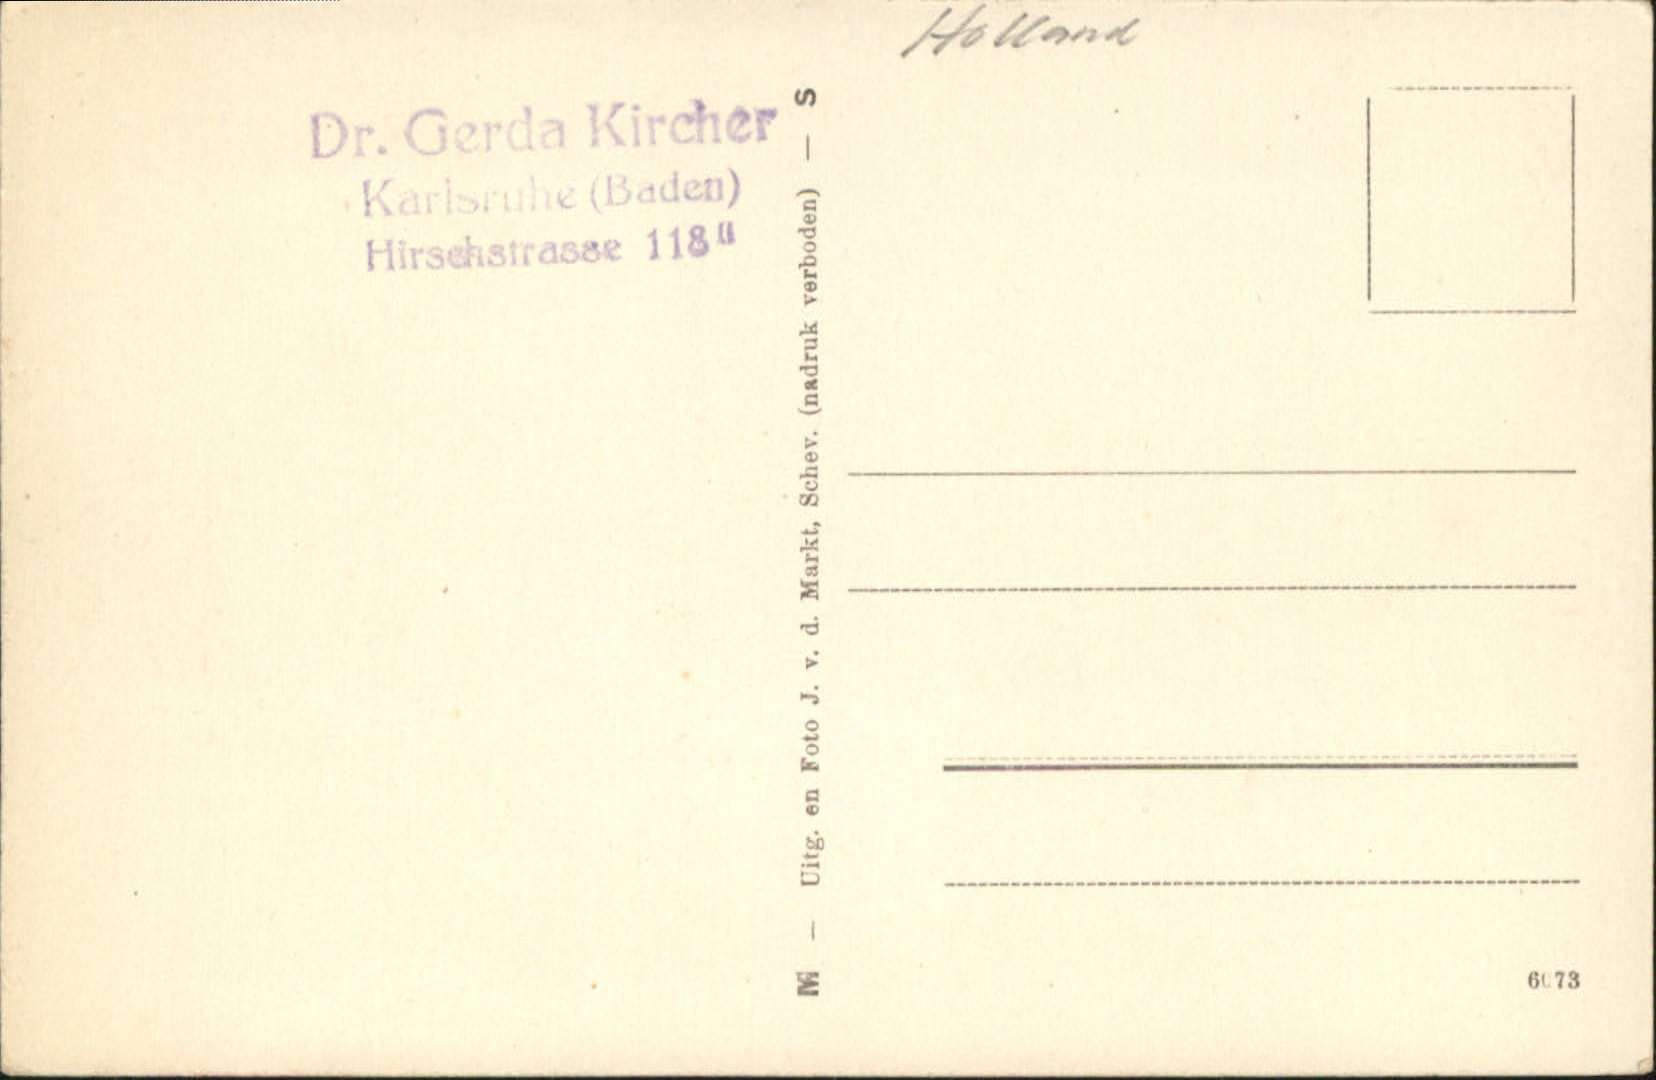 Holland
Dr. Gerda Kircher
Karlsruhe (Baden)
Hirschstrasse 118 II
M — Uitg. en Foto J. v. d. Markt, Schev. (nadruk verboden) — S
6073